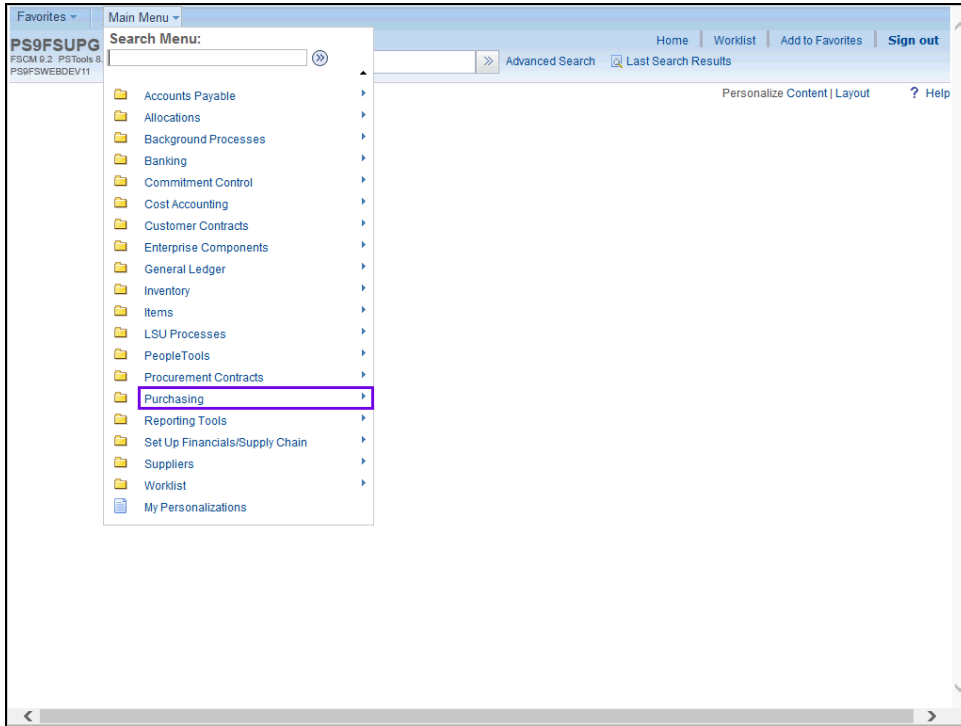 Favorites Main Menu
PS9FSUPG Search Menu: Home Worklist Add to Favorites Sign out
FSCM 9.2 PSTools 8. Advanced Search Last Search Results
PS9FSWEBDEV11
Personalize Content | Layout ? Help
Accounts Payable
Allocations
Background Processes
Banking
Commitment Control
Cost Accounting
Customer Contracts
Enterprise Components
General Ledger
Inventory
Items
LSU Processes
PeopleTools
Procurement Contracts
Purchasing
Reporting Tools
Set Up Financials/Supply Chain
Suppliers
Worklist
My Personalizations